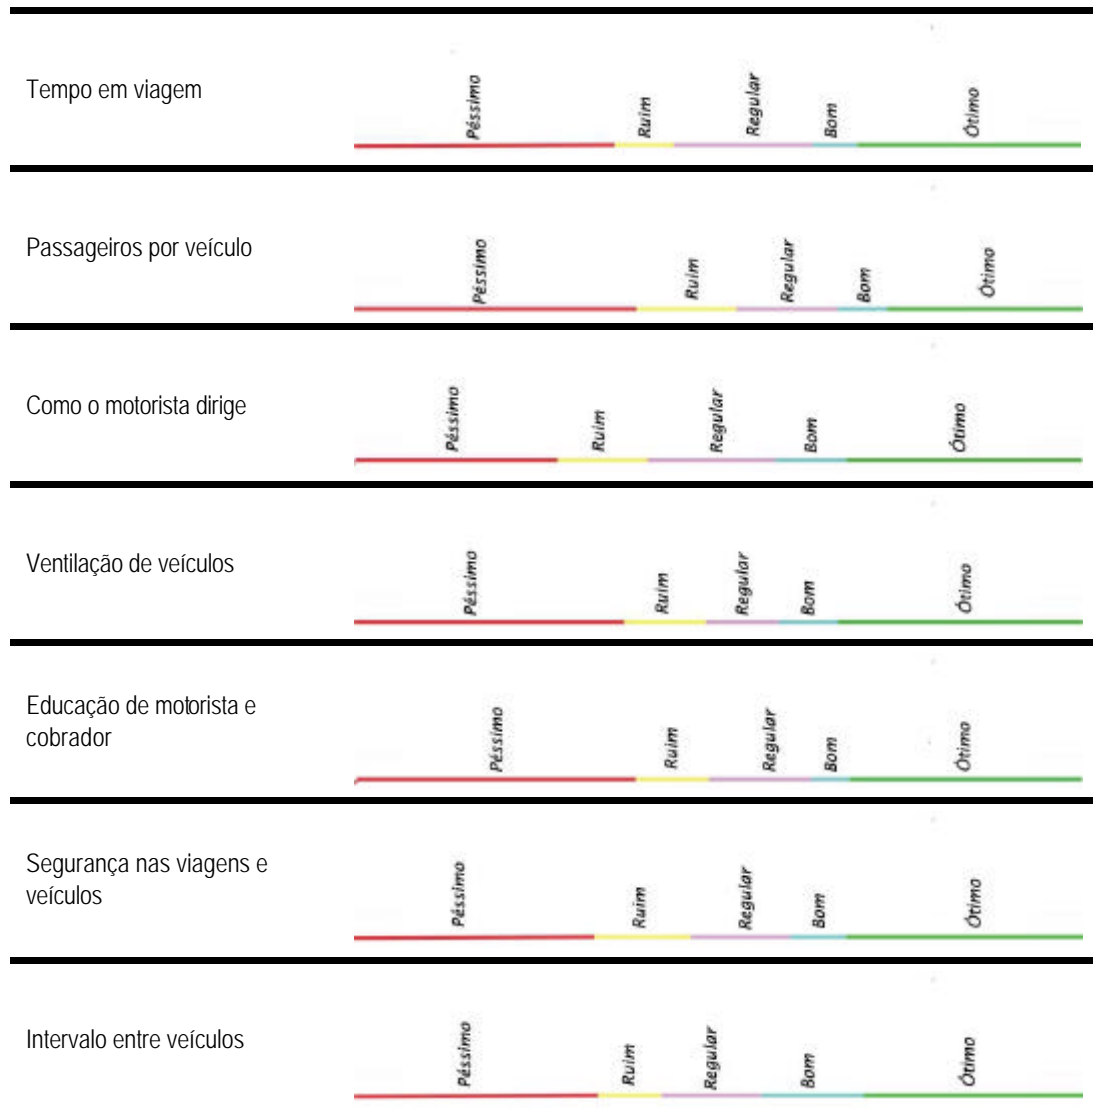 Tempo em viagem
Péssimo Ruim Regular Bom Ótimo
Passageiros por veículo
Péssimo Ruim Regular Bom Ótimo
Como o motorista dirige
Péssimo Ruim Regular Bom Ótimo
Ventilação de veículos
Péssimo Ruim Regular Bom Ótimo
Educação de motorista e
cobrador
Péssimo Ruim Regular Bom Ótimo
Segurança nas viagens e
veículos
Péssimo Ruim Regular Bom Ótimo
Intervalo entre veículos
Péssimo Ruim Regular Bom Ótimo